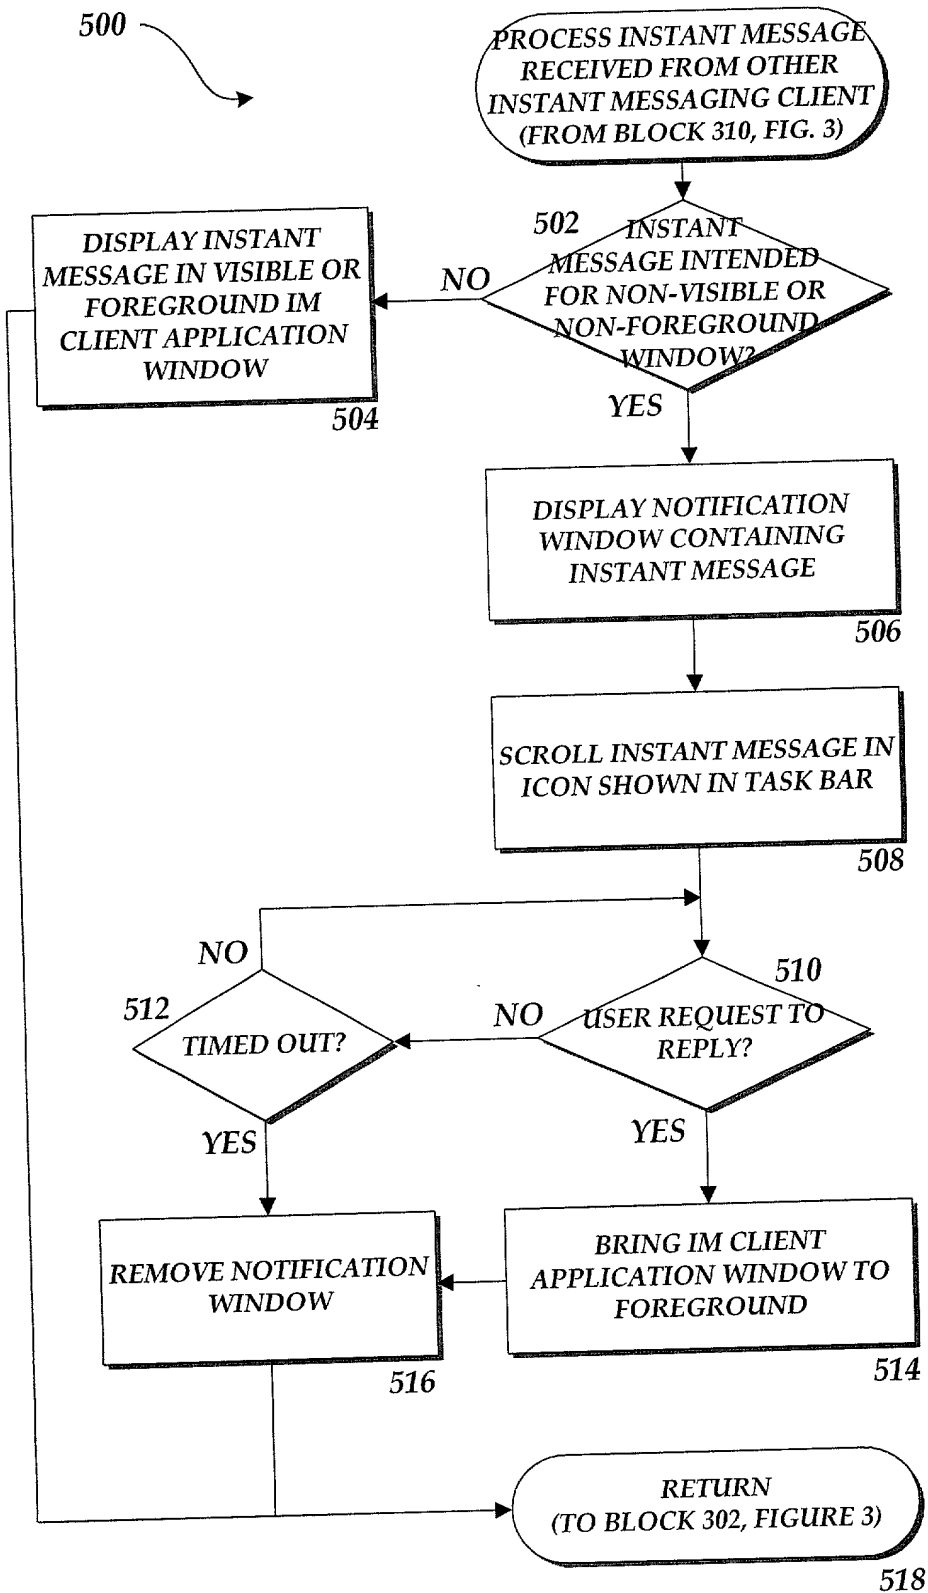 500
PROCESS INSTANT MESSAGE
RECEIVED FROM OTHER
INSTANT MESSAGING CLIENT
(FROM BLOCK 310, FIG. 3)
502
INSTANT
MESSAGE INTENDED
FOR NON-VISIBLE OR
NON-FOREGROUND
WINDOW?
NO
DISPLAY INSTANT
MESSAGE IN VISIBLE OR
FOREGROUND IM
CLIENT APPLICATION
WINDOW
504
YES
DISPLAY NOTIFICATION
WINDOW CONTAINING
INSTANT MESSAGE
506
SCROLL INSTANT MESSAGE IN
ICON SHOWN IN TASK BAR
508
510
USER REQUEST TO
REPLY?
NO
512
TIMED OUT?
NO
YES
YES
BRING IM CLIENT
APPLICATION WINDOW TO
FOREGROUND
514
REMOVE NOTIFICATION
WINDOW
516
RETURN
(TO BLOCK 302, FIGURE 3)
518